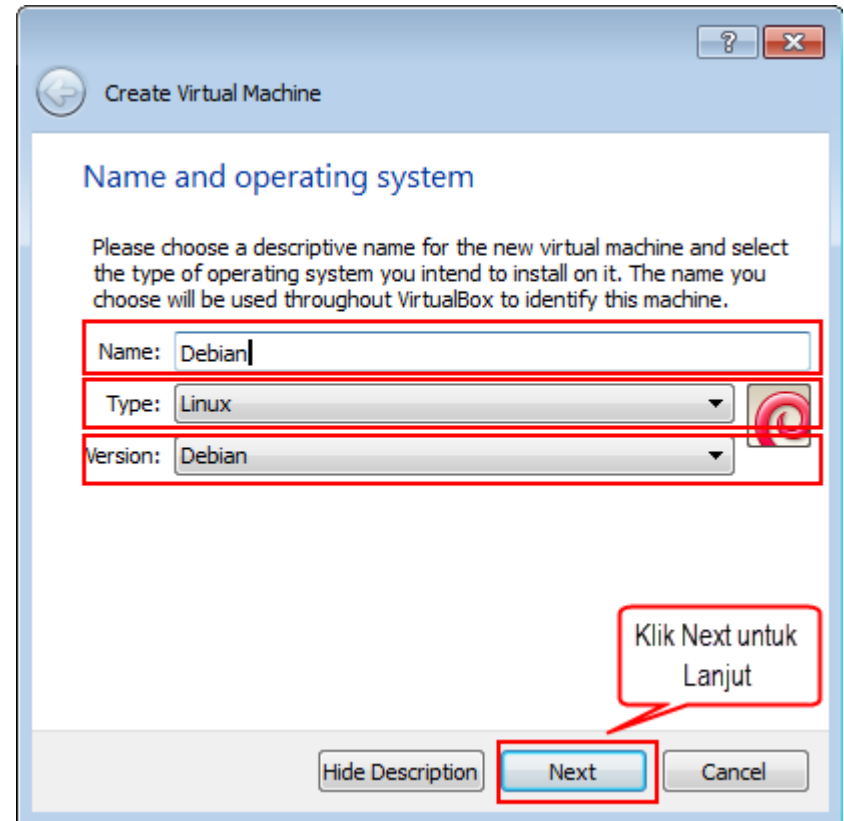 ?
Create Virtual Machine
Name and operating system
Please choose a descriptive name for the new virtual machine and select
the type of operating system you intend to install on it. The name you
choose will be used throughout VirtualBox to identify this machine.
Name: Debian
Type: Linux
Version: Debian
Klik Next untuk
Lanjut
Hide Description Next Cancel